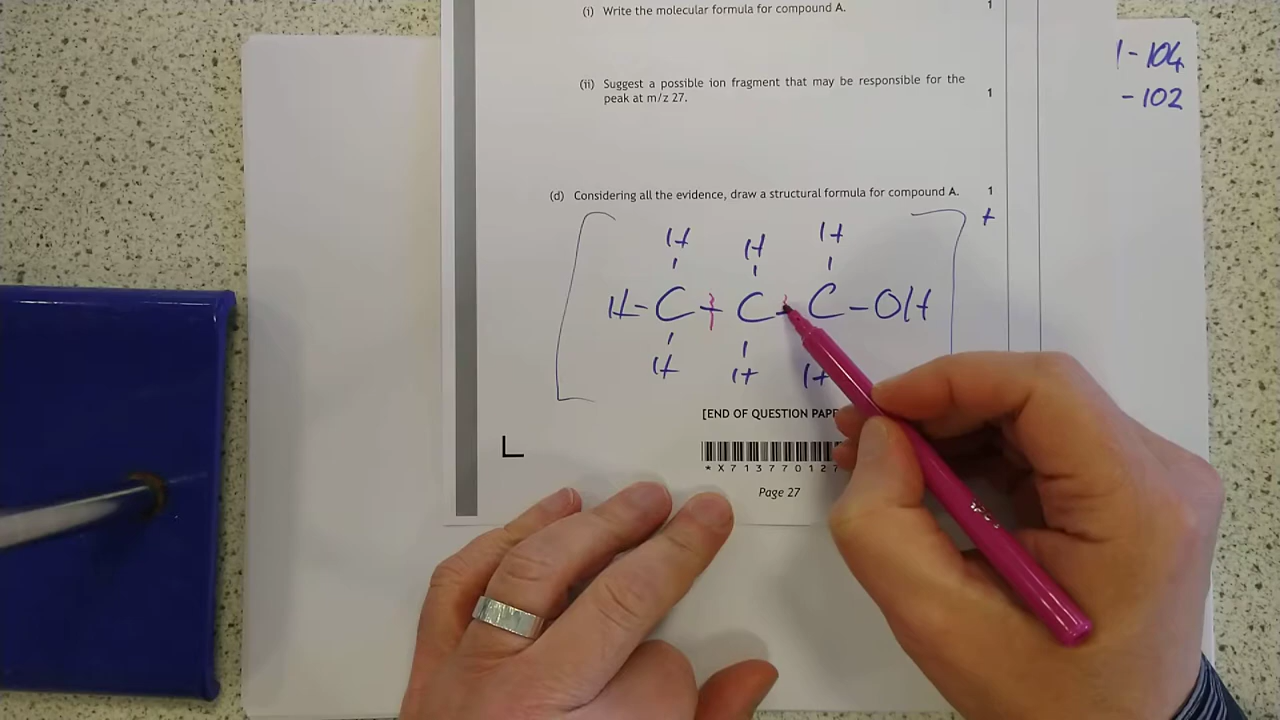 (i) Write the molecular formula for compound A. 1
- 104
(ii) Suggest a possible ion fragment that may be responsible for the peak at m/z 27. 1
- 102
(d) Considering all the evidence, draw a structural formula for compound A. 1
+
H H H
H-C-C-C-OH
H H H
[END OF QUESTION PAP
*X713770127
Page 27